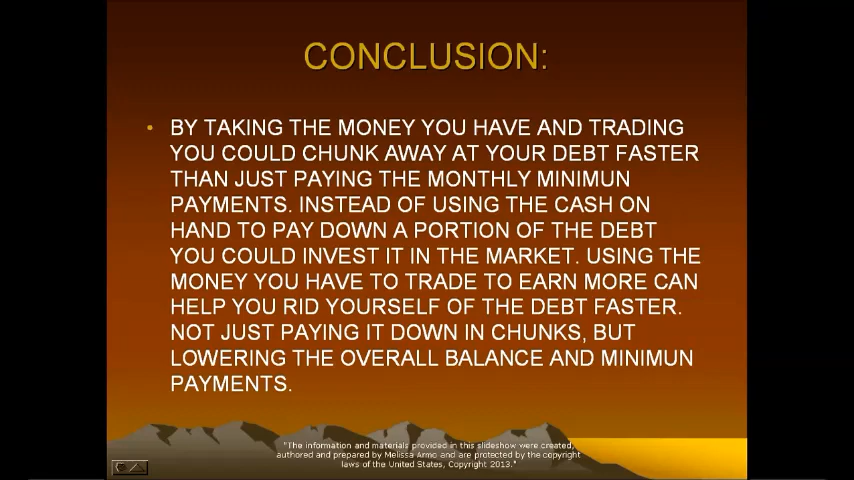 CONCLUSION:
• BY TAKING THE MONEY YOU HAVE AND TRADING
YOU COULD CHUNK AWAY AT YOUR DEBT FASTER
THAN JUST PAYING THE MONTHLY MINIMUN
PAYMENTS. INSTEAD OF USING THE CASH ON
HAND TO PAY DOWN A PORTION OF THE DEBT
YOU COULD INVEST IT IN THE MARKET. USING THE
MONEY YOU HAVE TO TRADE TO EARN MORE CAN
HELP YOU RID YOURSELF OF THE DEBT FASTER.
NOT JUST PAYING IT DOWN IN CHUNKS, BUT
LOWERING THE OVERALL BALANCE AND MINIMUN
PAYMENTS.
"The information and materials provided in this slideshow were created,
authored and prepared by Melissa Armo and are protected by the copyright
laws of the United States, Copyright 2013."